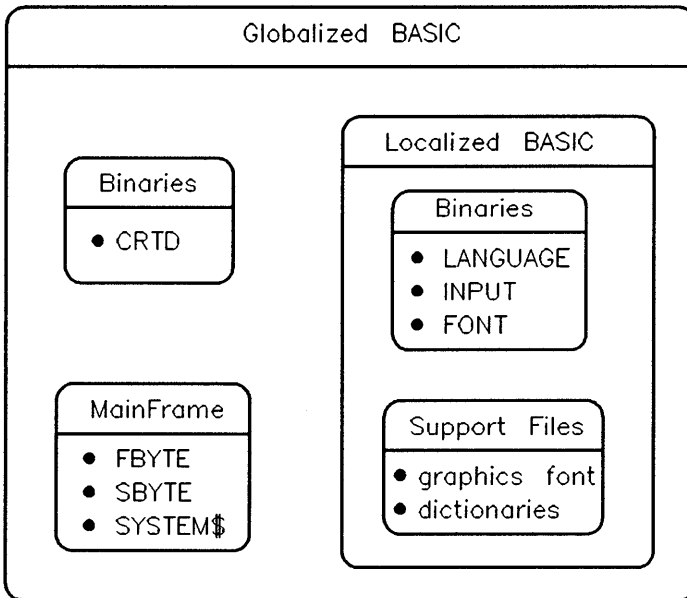 Globalized BASIC
Binaries
• CRTD
MainFrame
• FBYTE
• SBYTE
• SYSTEM$
Localized BASIC
Binaries
• LANGUAGE
• INPUT
• FONT
Support Files
• graphics font
• dictionaries